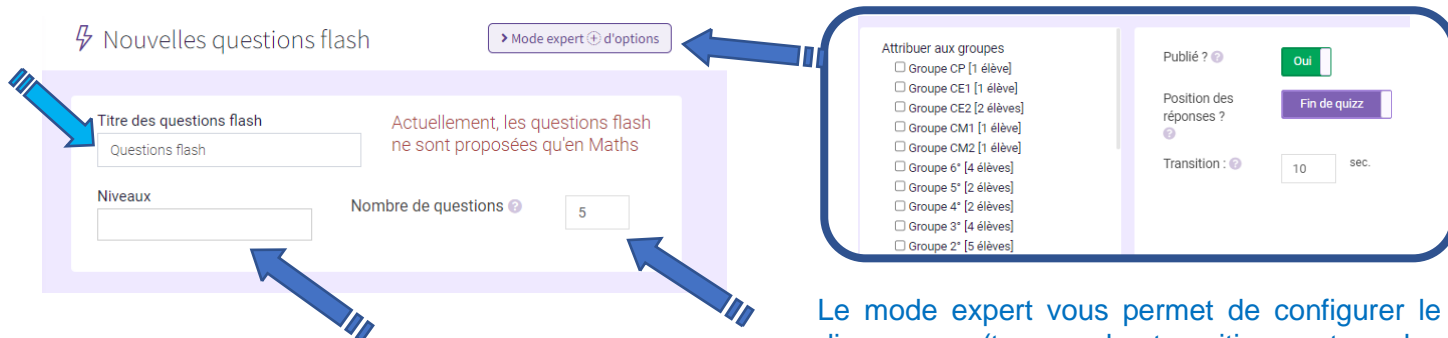 Nouvelles questions flash
Mode expert d'options
Titre des questions flash
Questions flash
Actuellement, les questions flash
ne sont proposées qu'en Maths
Niveaux
Nombre de questions
5
Attribuer aux groupes
Groupe CP [1 élève]
Groupe CE1 [1 élève]
Groupe CE2 [2 élèves]
Groupe CM1 [1 élève]
Groupe CM2 [1 élève]
Groupe 6° [4 élèves]
Groupe 5° [2 élèves]
Groupe 4° [2 élèves]
Groupe 3° [4 élèves]
Groupe 2° [5 élèves]
Publié ?
Oui
Position des
réponses ?
Fin de quizz
Transition :
10 sec.
Le mode expert vous permet de configurer le